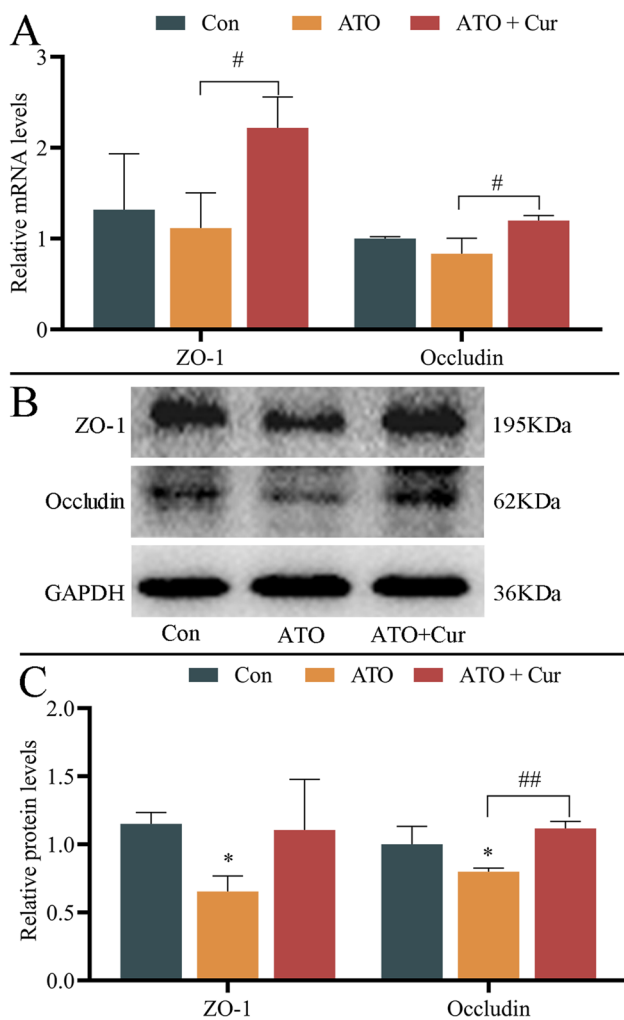 A
Con ATO ATO + Cur
Relative mRNA levels
3
2
1
0
#
#
ZO-1 Occludin
B
ZO-1 195KDa
Occludin 62KDa
GAPDH 36KDa
Con ATO ATO+Cur
C
Con ATO ATO + Cur
Relative protein levels
2.0
1.5
1.0
0.5
0.0
*
*
##
ZO-1 Occludin